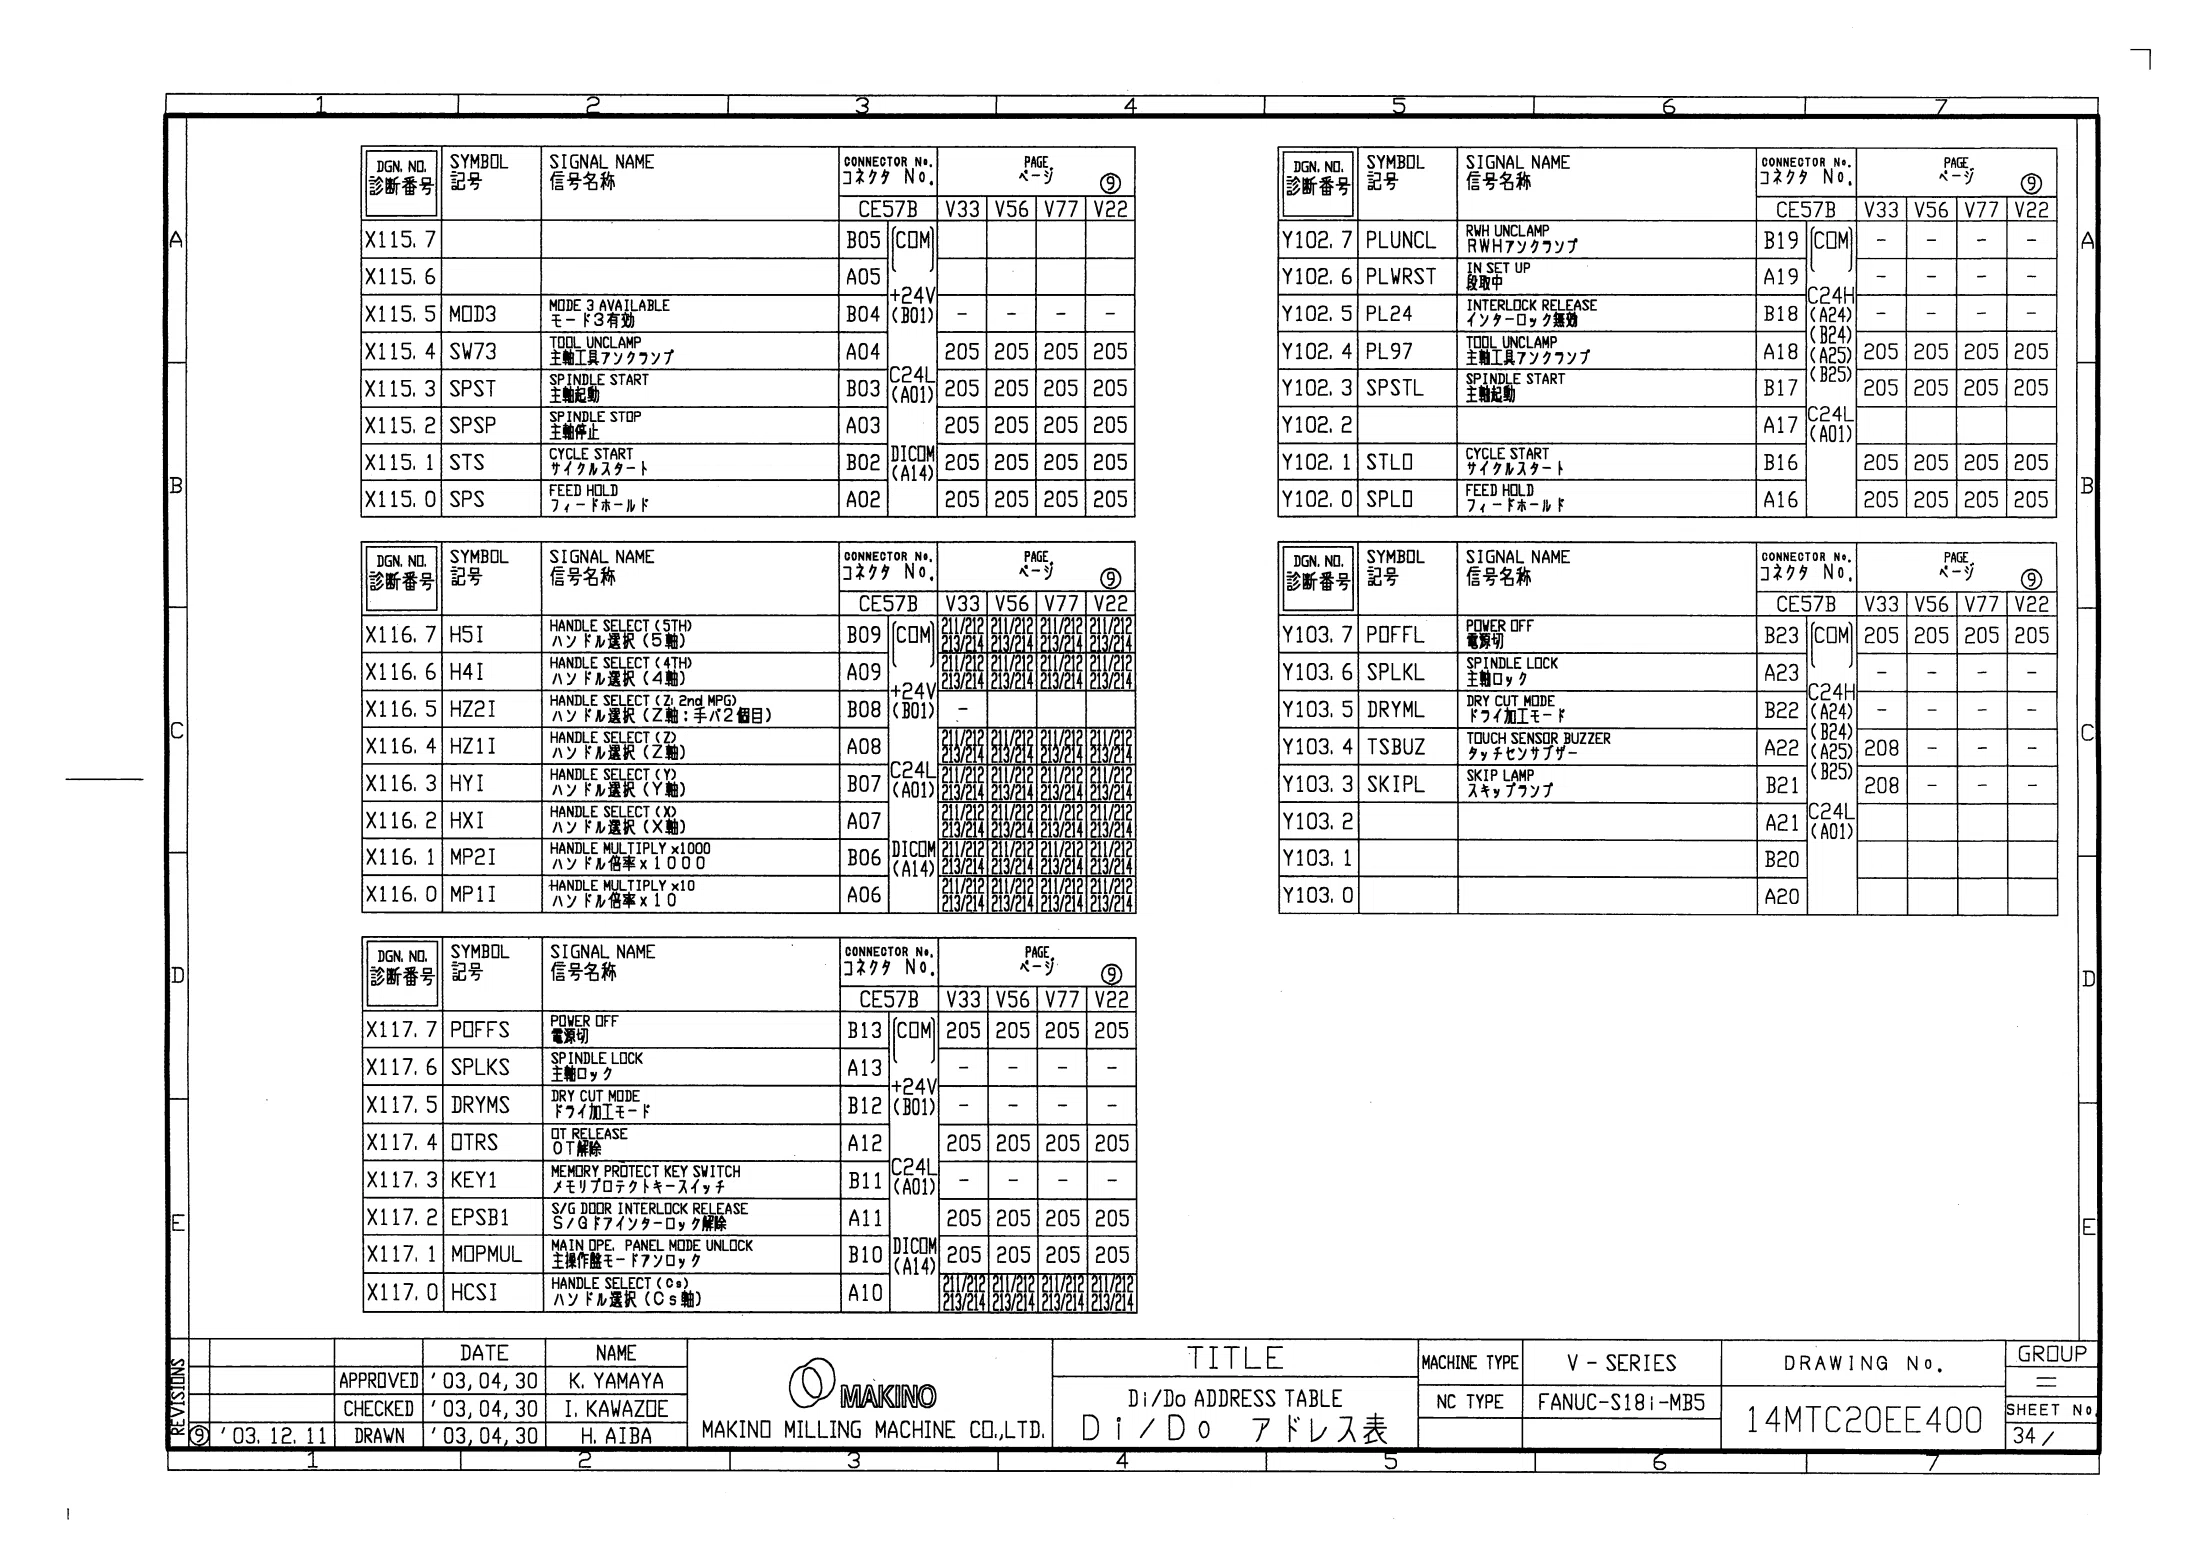 1 2 3 4 5 6 7
DGN. NO. SYMBOL SIGNAL NAME CONNECTOR No. PAGE
診断番号 記号 信号名称 コネクタ No. ページ ⑨
CE57B V33 V56 V77 V22
X115. 7 B05 (COM)
X115. 6 A05
+24V
X115. 5 MOD3 MODE 3 AVAILABLE B04 (B01) - - - -
モード3有効
X115. 4 SW73 TOOL UNCLAMP A04 205 205 205 205
主軸工具アンクランプ
C24L
X115. 3 SPST SPINDLE START B03 (A01) 205 205 205 205
主軸起動
X115. 2 SPSP SPINDLE STOP A03 205 205 205 205
主軸停止
DICOM
X115. 1 STS CYCLE START B02 (A14) 205 205 205 205
サイクルスタート
X115. 0 SPS FEED HOLD A02 205 205 205 205
フィードホールド
DGN. NO. SYMBOL SIGNAL NAME CONNECTOR No. PAGE
診断番号 記号 信号名称 コネクタ No. ページ ⑨
CE57B V33 V56 V77 V22
X116. 7 H5I HANDLE SELECT (5TH) B09 (COM) 211/212 211/212 211/212 211/212
ハンドル選択 (5軸) 213/214 213/214 213/214 213/214
X116. 6 H4I HANDLE SELECT (4TH) A09 211/212 211/212 211/212 211/212
ハンドル選択 (4軸) 213/214 213/214 213/214 213/214
+24V
X116. 5 HZ2I HANDLE SELECT (Z: 2nd MPG) B08 (B01) -
ハンドル選択 (Z軸:手パ2個目)
X116. 4 HZ1I HANDLE SELECT (Z) A08 211/212 211/212 211/212 211/212
ハンドル選択 (Z軸) 213/214 213/214 213/214 213/214
C24L
X116. 3 HYI HANDLE SELECT (Y) B07 (A01) 211/212 211/212 211/212 211/212
ハンドル選択 (Y軸) 213/214 213/214 213/214 213/214
X116. 2 HXI HANDLE SELECT (X) A07 211/212 211/212 211/212 211/212
ハンドル選択 (X軸) 213/214 213/214 213/214 213/214
DICOM
X116. 1 MP2I HANDLE MULTIPLY x1000 B06 (A14) 211/212 211/212 211/212 211/212
ハンドル倍率x1000 213/214 213/214 213/214 213/214
X116. 0 MP1I HANDLE MULTIPLY x10 A06 211/212 211/212 211/212 211/212
ハンドル倍率x10 213/214 213/214 213/214 213/214
DGN. NO. SYMBOL SIGNAL NAME CONNECTOR No. PAGE
診断番号 記号 信号名称 コネクタ No. ページ ⑨
CE57B V33 V56 V77 V22
X117. 7 POFFS POWER OFF B13 (COM) 205 205 205 205
電源切
X117. 6 SPLKS SPINDLE LOCK A13 - - - -
主軸ロック
+24V
X117. 5 DRYMS DRY CUT MODE B12 (B01) - - - -
ドライ加工モード
X117. 4 OTRS OT RELEASE A12 205 205 205 205
OT解除
C24L
X117. 3 KEY1 MEMORY PROTECT KEY SWITCH B11 (A01) - - - -
メモリプロテクトキースイッチ
X117. 2 EPSB1 S/G DOOR INTERLOCK RELEASE A11 205 205 205 205
S/Gドアインターロック解除
DICOM
X117. 1 MOPMUL MAIN OPE. PANEL MODE UNLOCK B10 (A14) 205 205 205 205
主操作盤モードアンロック
X117. 0 HCSI HANDLE SELECT (Cs) A10 211/212 211/212 211/212 211/212
ハンドル選択 (Cs軸) 213/214 213/214 213/214 213/214
DGN. NO. SYMBOL SIGNAL NAME CONNECTOR No. PAGE
診断番号 記号 信号名称 コネクタ No. ページ ⑨
CE57B V33 V56 V77 V22
Y102. 7 PLUNCL RWH UNCLAMP B19 (COM) - - - -
RWHアンクランプ
Y102. 6 PLWRST IN SET UP A19 - - - -
段取中
C24H
Y102. 5 PL24 INTERLOCK RELEASE B18 (A24) - - - -
インターロック無効
(B24)
Y102. 4 PL97 TOOL UNCLAMP A18 (A25) 205 205 205 205
主軸工具アンクランプ
(B25)
Y102. 3 SPSTL SPINDLE START B17 205 205 205 205
主軸起動
C24L
Y102. 2 A17 (A01)
Y102. 1 STLO CYCLE START B16 205 205 205 205
サイクルスタート
Y102. 0 SPLO FEED HOLD A16 205 205 205 205
フィードホールド
DGN. NO. SYMBOL SIGNAL NAME CONNECTOR No. PAGE
診断番号 記号 信号名称 コネクタ No. ページ ⑨
CE57B V33 V56 V77 V22
Y103. 7 POFFL POWER OFF B23 (COM) 205 205 205 205
電源切
Y103. 6 SPLKL SPINDLE LOCK A23 - - - -
主軸ロック
C24H
Y103. 5 DRYML DRY CUT MODE B22 (A24) - - - -
ドライ加工モード
(B24)
Y103. 4 TSBUZ TOUCH SENSOR BUZZER A22 (A25) 208 - - -
タッチセンサブザー
(B25)
Y103. 3 SKIPL SKIP LAMP B21 208 - - -
スキップランプ
C24L
Y103. 2 A21 (A01)
Y103. 1 B20
Y103. 0 A20
A A
B B
C C
D D
E E
REVISIONS
⑨ '03. 12. 11
DATE NAME
APPROVED '03, 04, 30 K. YAMAYA
CHECKED '03, 04, 30 I. KAWAZOE
DRAWN '03, 04, 30 H. AIBA
MAKINO
MAKINO MILLING MACHINE CO.,LTD.
TITLE
Di/Do ADDRESS TABLE
Di/Do アドレス表
MACHINE TYPE V - SERIES
NC TYPE FANUC-S18i-MB5
DRAWING No.
14MTC20EE400
GROUP
=
SHEET No.
34 /
1 2 3 4 5 6 7